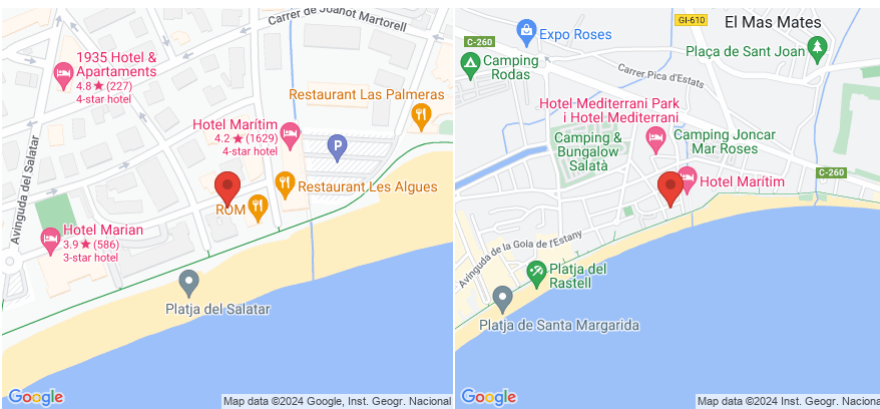 Carrer de Joanot Martorell
1935 Hotel &
Apartaments
4.8 ★ (227)
4-star hotel
Restaurant Las Palmeras
Hotel Marítim
4.2 ★ (1629)
4-star hotel
P
Avinguda del Salatar
Restaurant Les Algues
ROM
Hotel Marian
3.9 ★ (586)
3-star hotel
Platja del Salatar
Google
Map data ©2024 Google, Inst. Geogr. Nacional
GI-610
El Mas Mates
C-260
Expo Roses
Plaça de Sant Joan
Camping
Rodas
Carrer Pica d'Estats
Hotel Mediterrani Park
i Hotel Mediterrani
Camping &
Bungalow
Salatà
Camping Joncar
Mar Roses
C-260
Hotel Marítim
Avinguda de la Gola de l'Estany
Platja del
Rastell
Platja de Santa Margarida
Google
Map data ©2024 Google, Inst. Geogr. Nacional